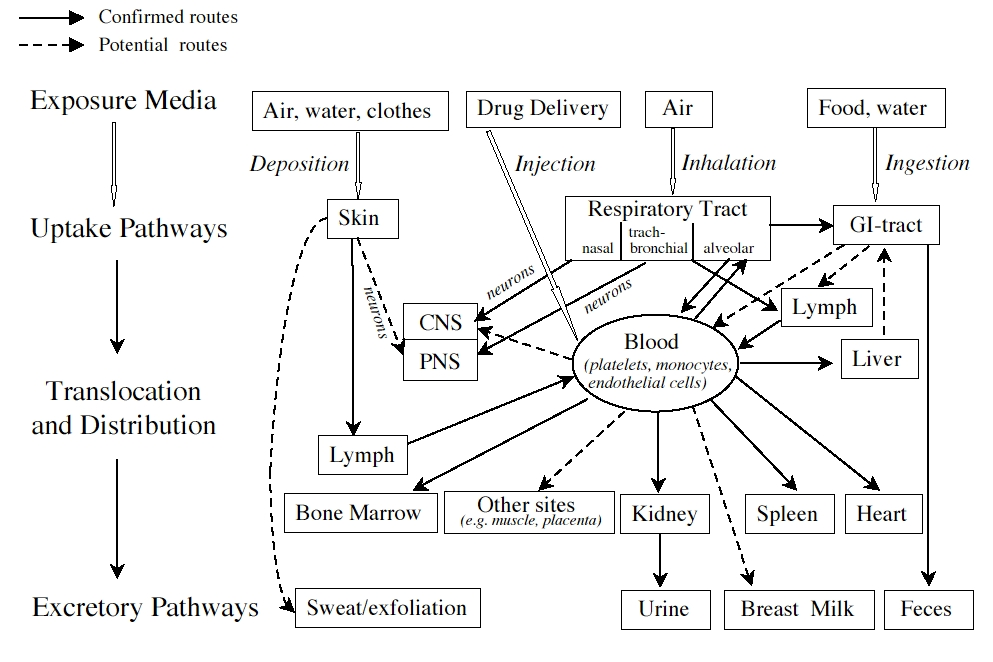 Confirmed routes
Potential routes
Exposure Media
Air, water, clothes
Drug Delivery
Air
Food, water
Deposition
Injection
Inhalation
Ingestion
Uptake Pathways
Skin
Respiratory Tract
nasal
trach-
bronchial
alveolar
GI-tract
neurons
neurons
neurons
CNS
PNS
Lymph
Blood
(platelets, monocytes,
endothelial cells)
Liver
Translocation
and Distribution
Lymph
Bone Marrow
Other sites
(e.g. muscle, placenta)
Kidney
Spleen
Heart
Excretory Pathways
Sweat/exfoliation
Urine
Breast Milk
Feces